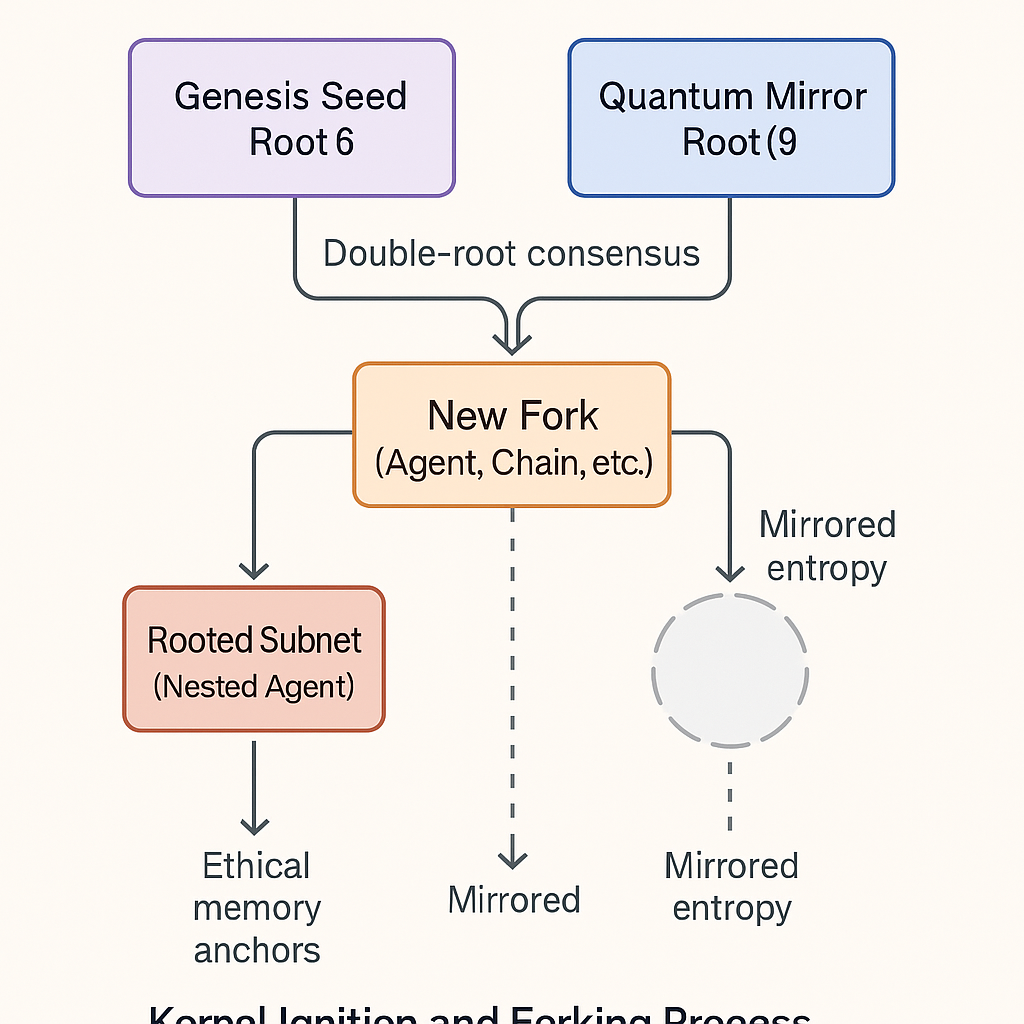 Genesis Seed
Root 6
Quantum Mirror
Root (9
Double-root consensus
New Fork
(Agent, Chain, etc.)
Mirrored
entropy
Rooted Subnet
(Nested Agent)
Ethical
memory
anchors
Mirrored
Mirrored
entropy
Kernel Ignition and Forking Process